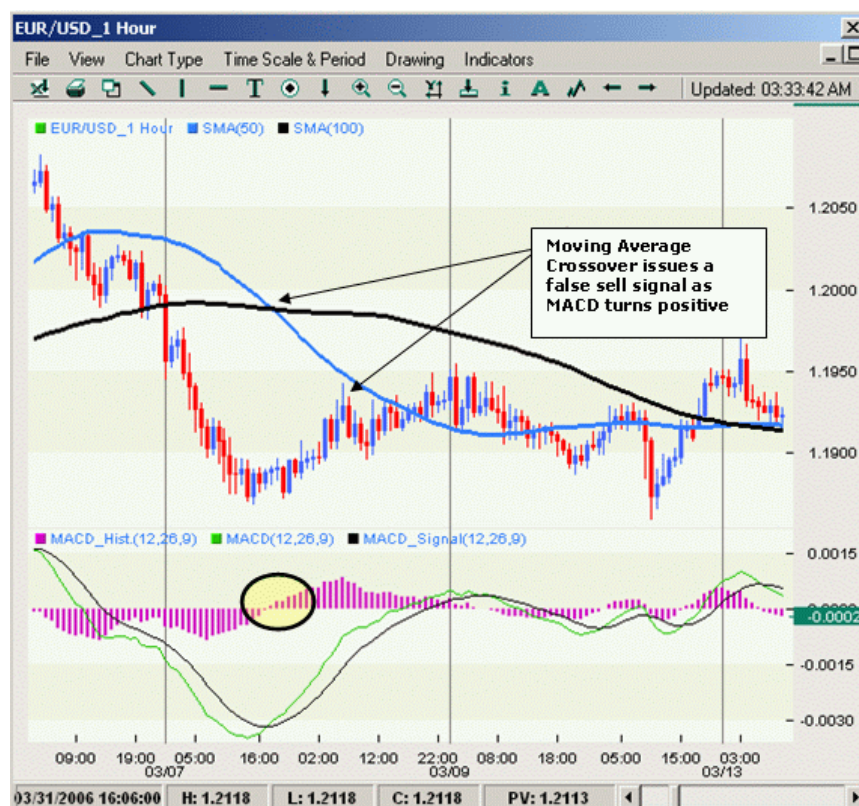 EUR/USD_1 Hour
File View Chart Type Time Scale & Period Drawing Indicators
Updated: 03:33:42 AM
EUR/USD_1 Hour SMA(50) SMA(100)
1.2050
Moving Average
Crossover issues a
false sell signal as
MACD turns positive
1.2000
1.1950
1.1900
MACD_Hist.(12,26,9) MACD(12,26,9) MACD_Signal(12,26,9)
0.0015
-0.0002
-0.0015
-0.0030
09:00 19:00 05:00 16:00 02:00 12:00 22:00 08:00 18:00 05:00 15:00 03:00
03/07 03/09 03/13
03/31/2006 16:06:00 H: 1.2118 L: 1.2118 C: 1.2118 PV: 1.2113